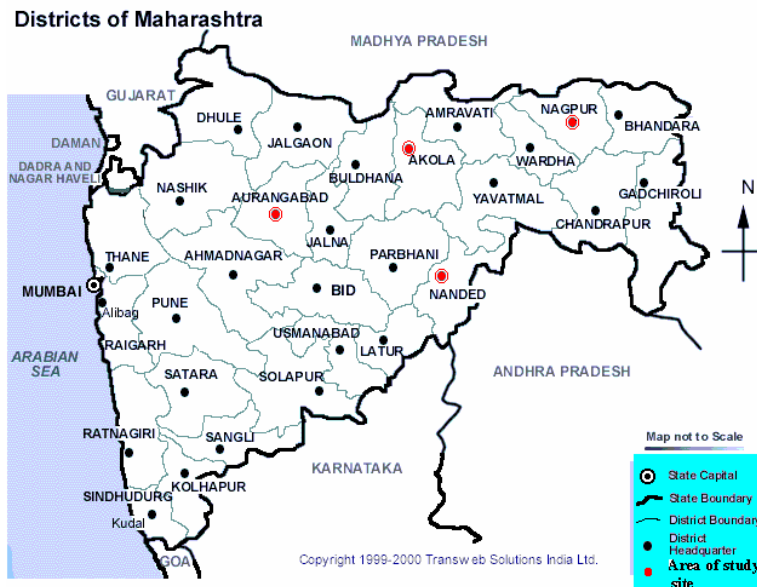 Districts of Maharashtra
MADHYA PRADESH
GUJARAT
DAMAN
DADRA AND
NAGAR HAVELI
DHULE
JALGAON
AMRAVATI
NAGPUR
BHANDARA
AKOLA
WARDHA
BULDHANA
NASHIK
AURANGABAD
YAVATMAL
GADCHIROLI
CHANDRAPUR
N
JALNA
THANE
AHMADNAGAR
PARBHANI
MUMBAI
BID
NANDED
Alibag
PUNE
RAIGARH
USMANABAD
LATUR
ARABIAN
SEA
SATARA
SOLAPUR
ANDHRA PRADESH
RATNAGIRI
SANGLI
KARNATAKA
KOLHAPUR
SINDHUDURG
Kudal
GOA
Map not to Scale
State Capital
State Boundary
District Boundary
District
Headquarter
Area of study
site
Copyright 1999-2000 Transweb Solutions India Ltd.